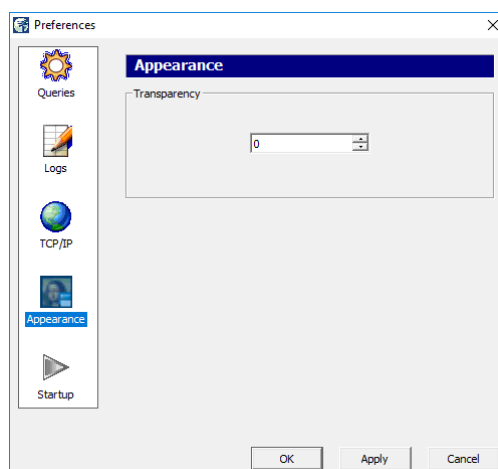 Preferences
Queries
Logs
TCP/IP
Appearance
Startup
Appearance
Transparency
0
OK
Apply
Cancel